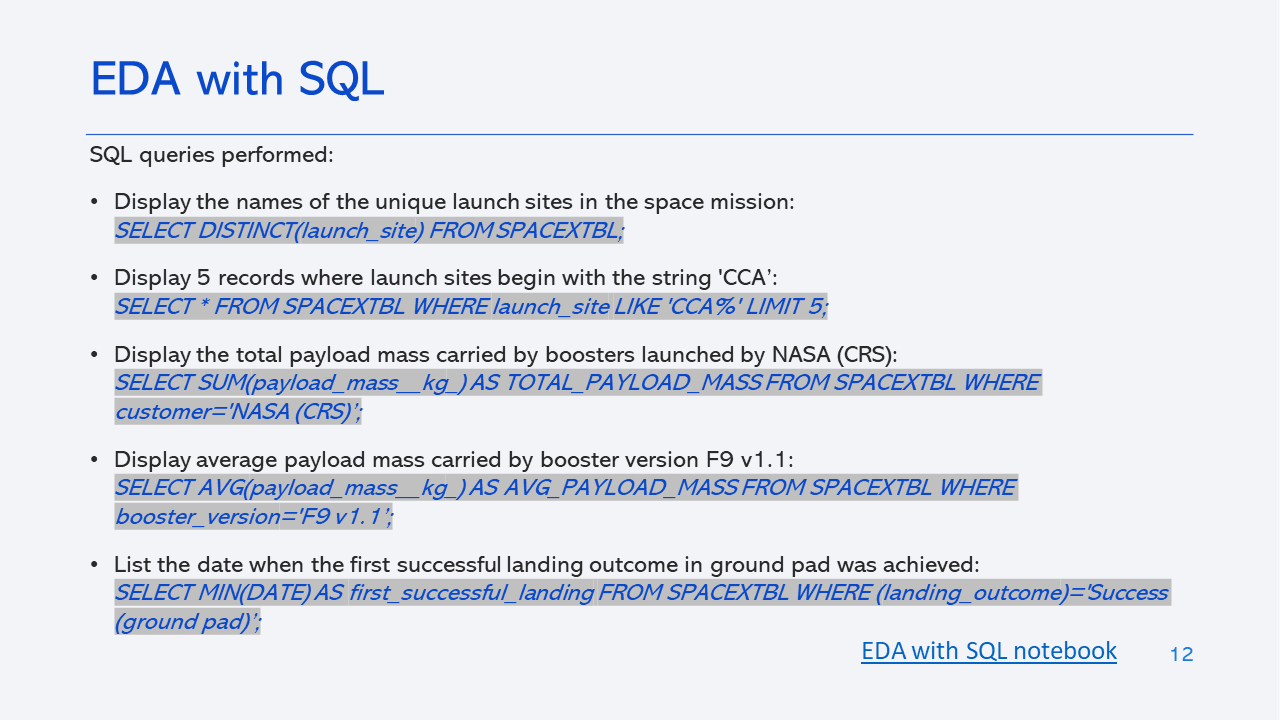 EDA with SQL
SQL queries performed:
• Display the names of the unique launch sites in the space mission:
SELECT DISTINCT(launch_site) FROM SPACEXTBL;
• Display 5 records where launch sites begin with the string 'CCA’:
SELECT * FROM SPACEXTBL WHERE launch_site LIKE 'CCA%' LIMIT 5;
• Display the total payload mass carried by boosters launched by NASA (CRS):
SELECT SUM(payload_mass__kg_) AS TOTAL_PAYLOAD_MASS FROM SPACEXTBL WHERE
customer='NASA (CRS)’;
• Display average payload mass carried by booster version F9 v1.1:
SELECT AVG(payload_mass__kg_) AS AVG_PAYLOAD_MASS FROM SPACEXTBL WHERE
booster_version='F9 v1.1’;
• List the date when the first successful landing outcome in ground pad was achieved:
SELECT MIN(DATE) AS first_successful_landing FROM SPACEXTBL WHERE (landing_outcome)='Success
(ground pad)’;
EDA with SQL notebook
12